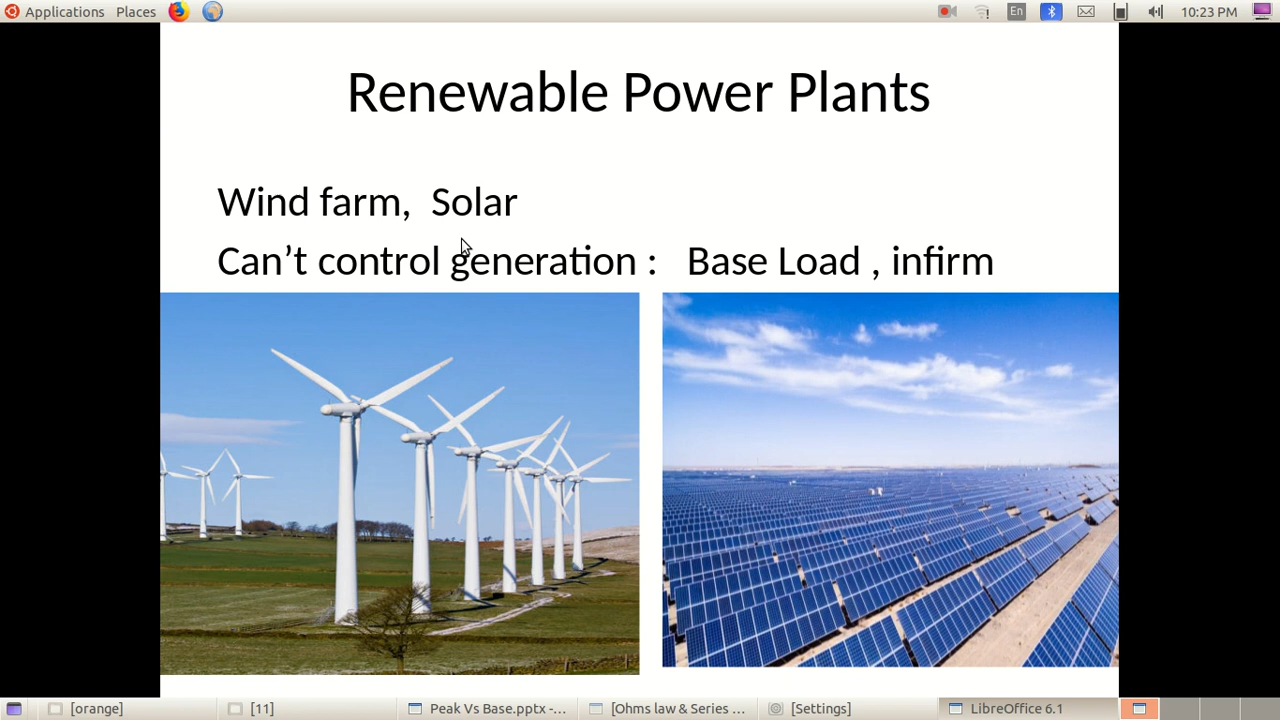 Applications Places En 10:23 PM
Renewable Power Plants
Wind farm, Solar
Can’t control generation : Base Load , infirm
[orange] [11] Peak Vs Base.pptx -... [Ohms law & Series ... [Settings] LibreOffice 6.1